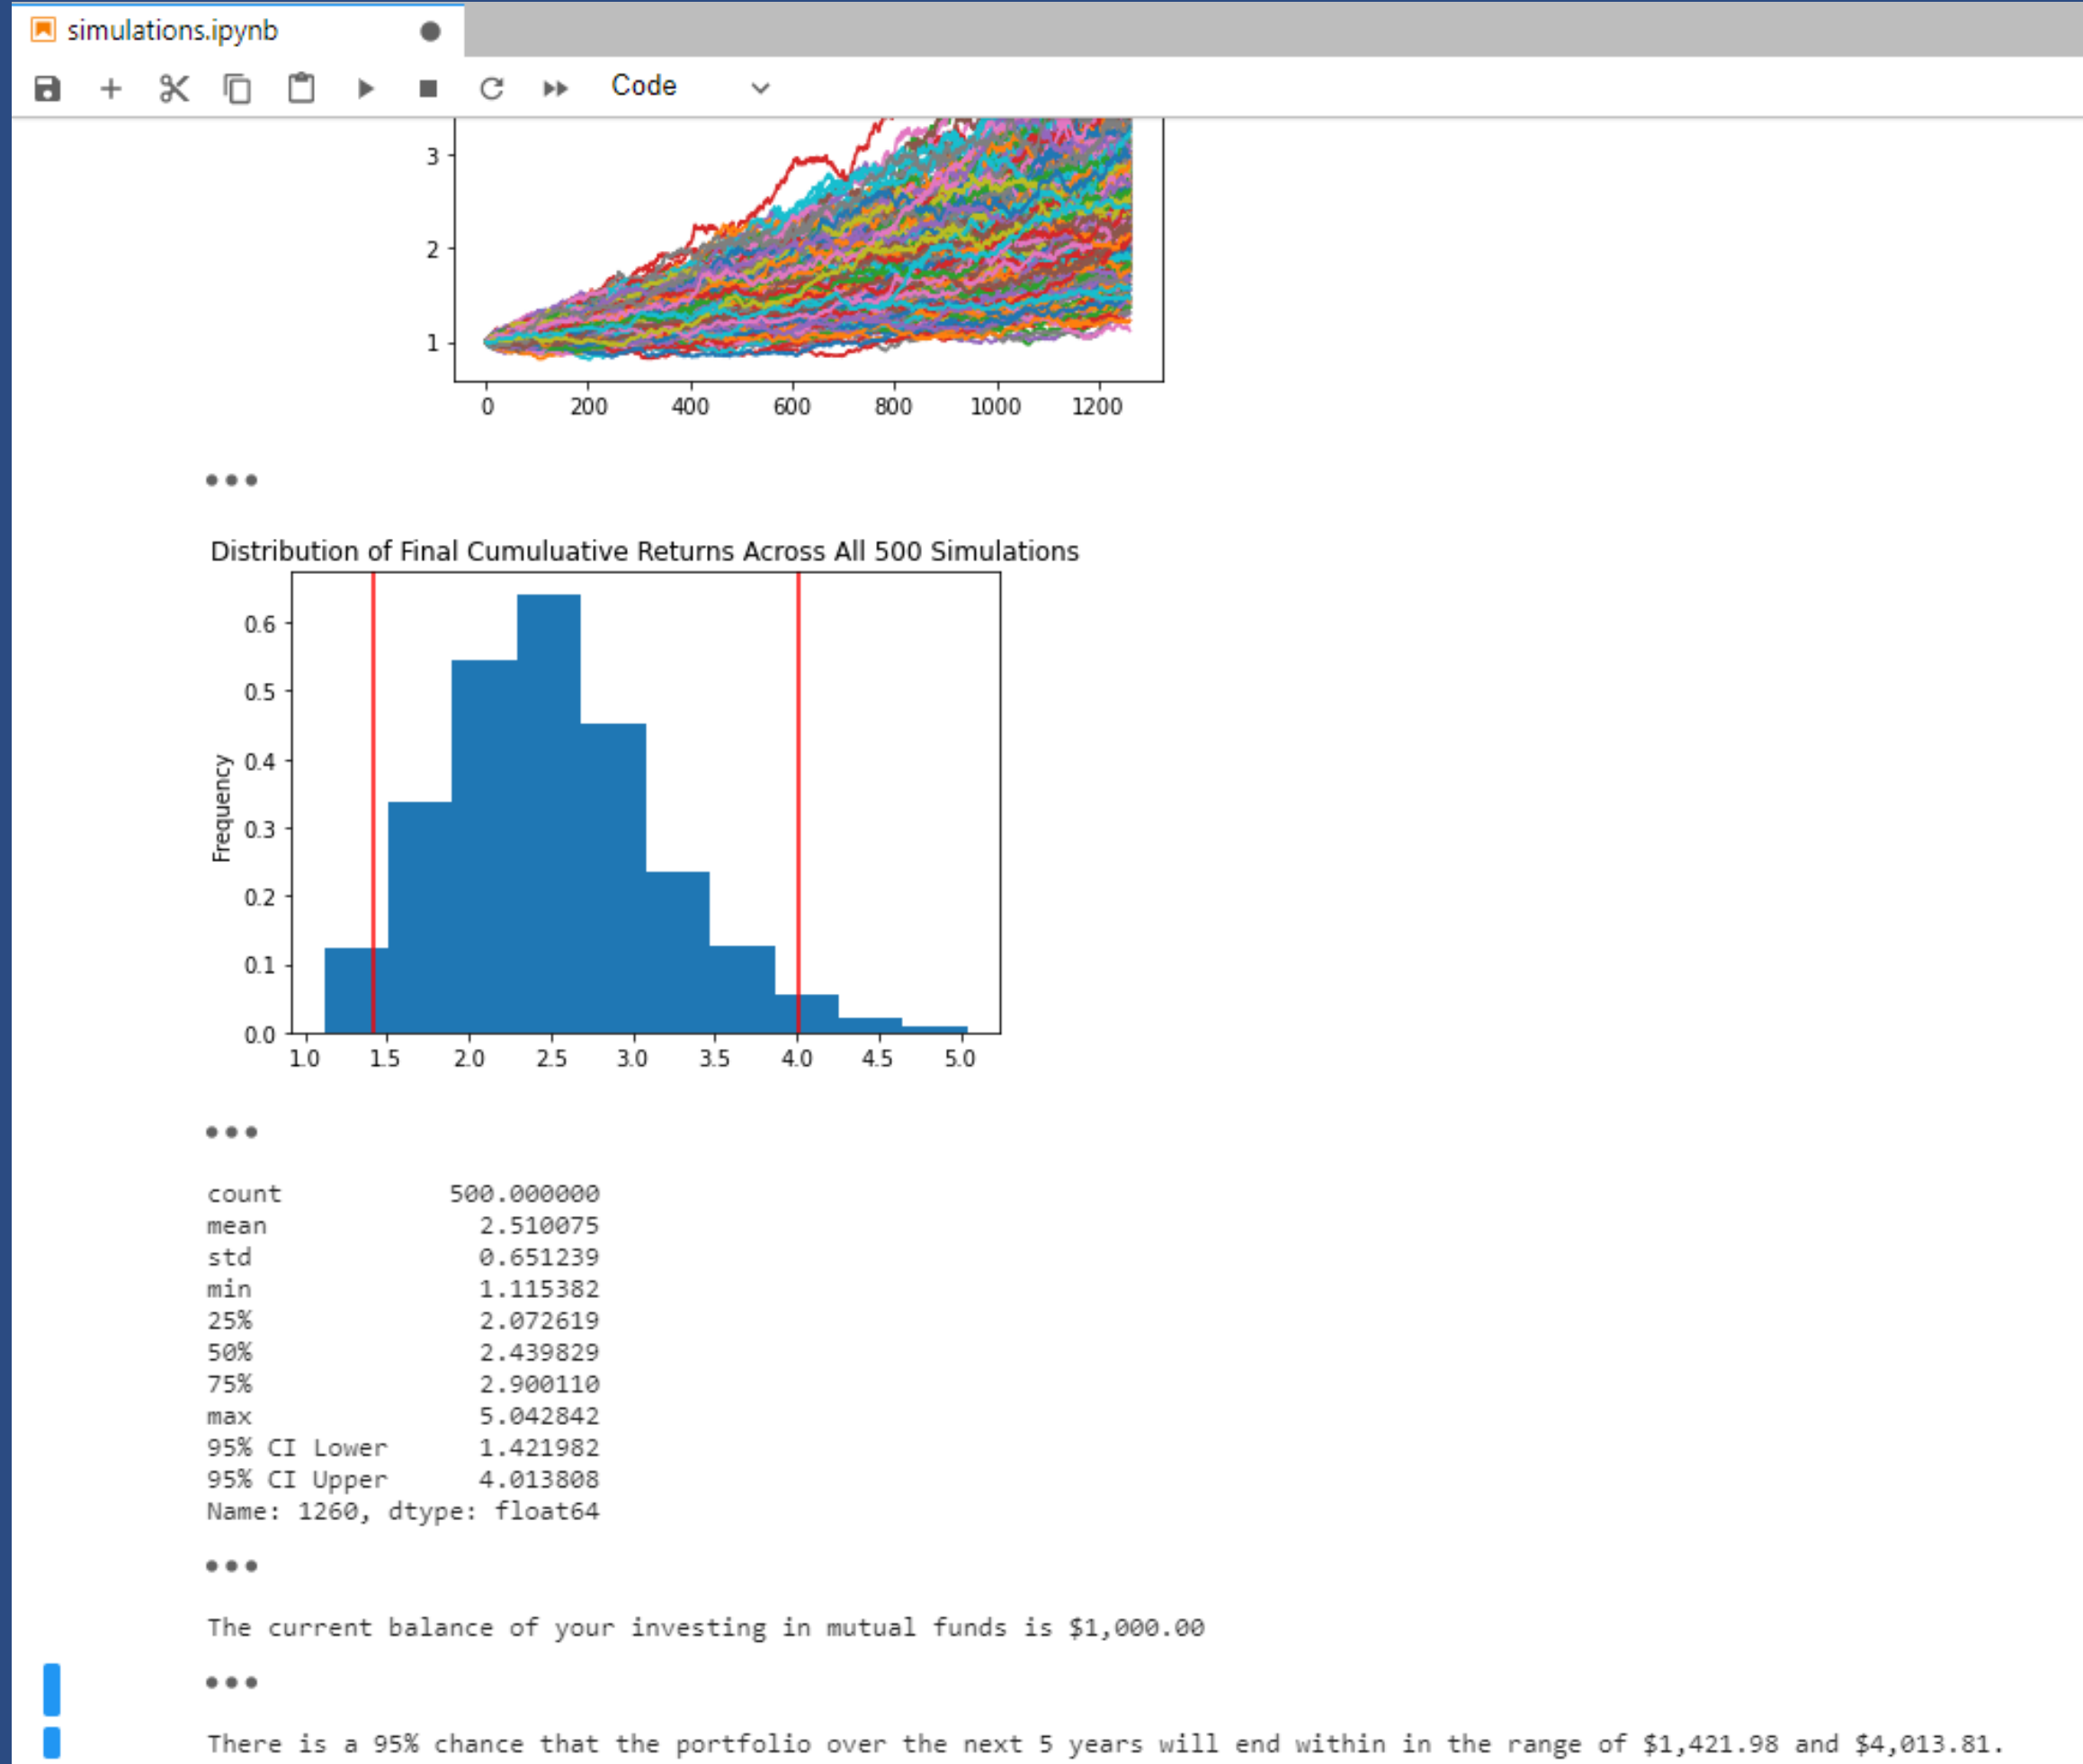 simulations.ipynb
Code
3
2
1
0 200 400 600 800 1000 1200
Distribution of Final Cumuluative Returns Across All 500 Simulations
Frequency
0.6
0.5
0.4
0.3
0.2
0.1
0.0
1.0 1.5 2.0 2.5 3.0 3.5 4.0 4.5 5.0
count 500.000000
mean 2.510075
std 0.651239
min 1.115382
25% 2.072619
50% 2.439829
75% 2.900110
max 5.042842
95% CI Lower 1.421982
95% CI Upper 4.013808
Name: 1260, dtype: float64
The current balance of your investing in mutual funds is $1,000.00
There is a 95% chance that the portfolio over the next 5 years will end within in the range of $1,421.98 and $4,013.81.